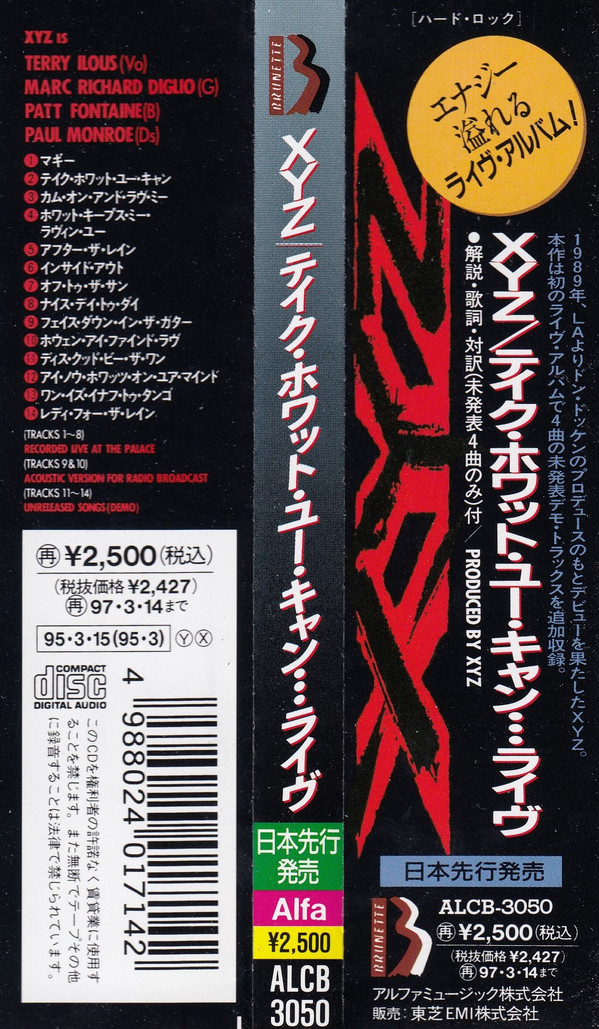 XYZ IS
TERRY ILOUS(Vo)
MARC RICHARD DIGLIO(G)
PATT FONTAINE(B)
PAUL MONROE(Ds)
❶マギー
❷テイク・ホワット・ユー・キャン
❸カム・オン・アンド・ラヴ・ミー
❹ホワット・キープス・ミー・
ラヴィン・ユー
❺アフター・ザ・レイン
❻インサイド・アウト
❼オフ・トゥ・ザ・サン
❽ナイス・デイ・トゥ・ダイ
❾フェイス・ダウン・イン・ザ・ガター
❿ホウェン・アイ・ファインド・ラヴ
⓫ディス・クッド・ビー・ザ・ワン
⓬アイ・ノウ・ホワッツ・オン・ユア・マインド
⓭ワン・イズ・イナフ・トゥ・タンゴ
⓮レディ・フォー・ザ・レイン
(TRACKS 1〜8)
RECORDED LIVE AT THE PALACE
(TRACKS 9&10)
ACOUSTIC VERSION FOR RADIO BROADCAST
(TRACKS 11〜14)
UNRELEASED SONGS(DEMO)
再 ¥2,500(税込)
(税抜価格 ¥2,427)
再 97・3・14まで
95・3・15(95・3) Ⓨ Ⓧ
COMPACT
disc
DIGITAL AUDIO
このCDを権利者の許諾なく賃貸業に使用す
ることを禁じます。また無断でテープその他
に録音することは法律で禁じられています。
4 988024 017142
BRUNETTE
XYZ/テイク・ホワット・ユー・キャン…ライヴ
日本先行
発売
Alfa
¥2,500
ALCB
3050
[ハード・ロック]
エナジー
溢れる
ライヴ・アルバム!
1989年、LAよりドン・ドッケンのプロデュースのもとデビューを果たしたXYZ。
本作は初のライヴ・アルバムで4曲の未発表デモ・トラックスを追加収録。
XYZ/テイク・ホワット・ユー・キャン…ライヴ
●解説・歌詞・対訳(未発表4曲のみ)付/ PRODUCED BY XYZ
XYZ
日本先行発売
BRUNETTE
ALCB-3050
再 ¥2,500(税込)
(税抜価格 ¥2,427)
再 97・3・14まで
アルファミュージック株式会社
販売：東芝EMI株式会社